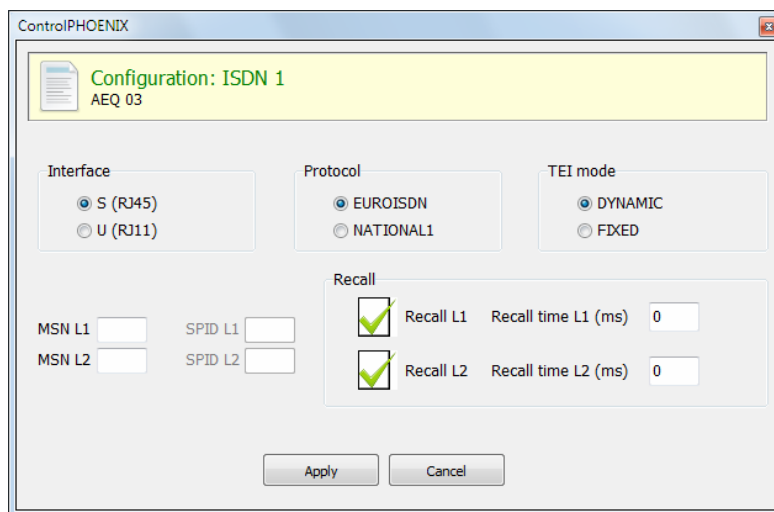 ControlPHOENIX
Configuration: ISDN 1
AEQ 03
Interface
S (RJ45)
U (RJ11)
Protocol
EUROISDN
NATIONAL1
TEI mode
DYNAMIC
FIXED
MSN L1 SPID L1
MSN L2 SPID L2
Recall
Recall L1 Recall time L1 (ms) 0
Recall L2 Recall time L2 (ms) 0
Apply Cancel